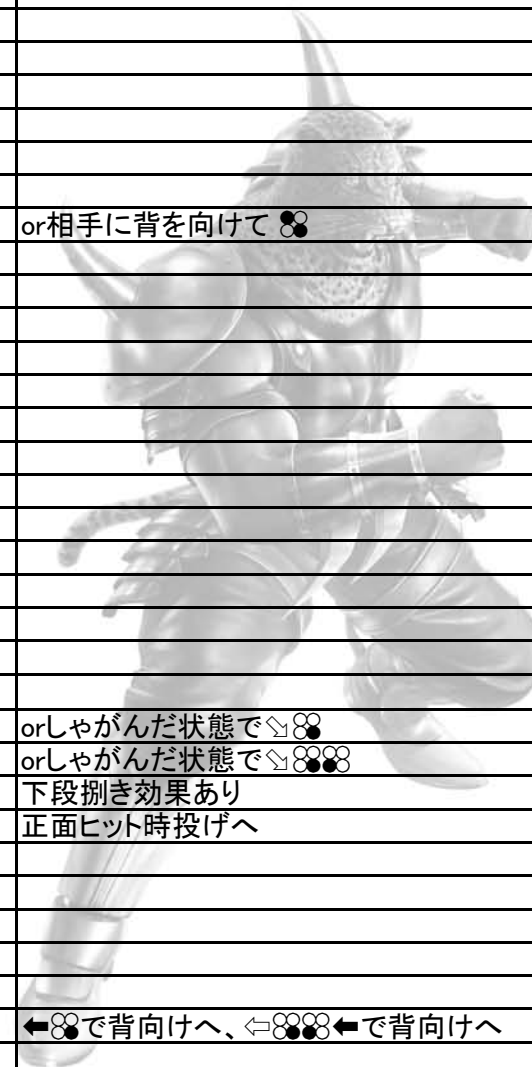 or相手に背を向けて
orしゃがんだ状態で⇘
orしゃがんだ状態で⇘
下段捌き効果あり
正面ヒット時投げへ
⬅で背向けへ、⇦⬅で背向けへ